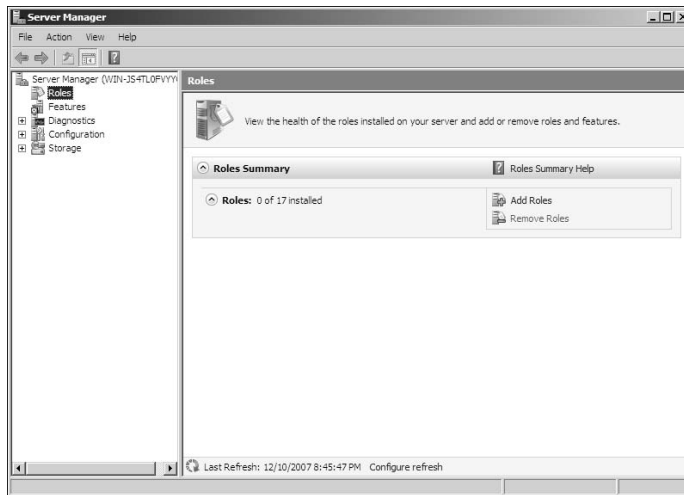 Server Manager
File Action View Help
Server Manager (WIN-JS4TL0FVYY
Roles
Features
Diagnostics
Configuration
Storage
Roles
View the health of the roles installed on your server and add or remove roles and features.
Roles Summary
Roles Summary Help
Roles: 0 of 17 installed
Add Roles
Remove Roles
Last Refresh: 12/10/2007 8:45:47 PM Configure refresh